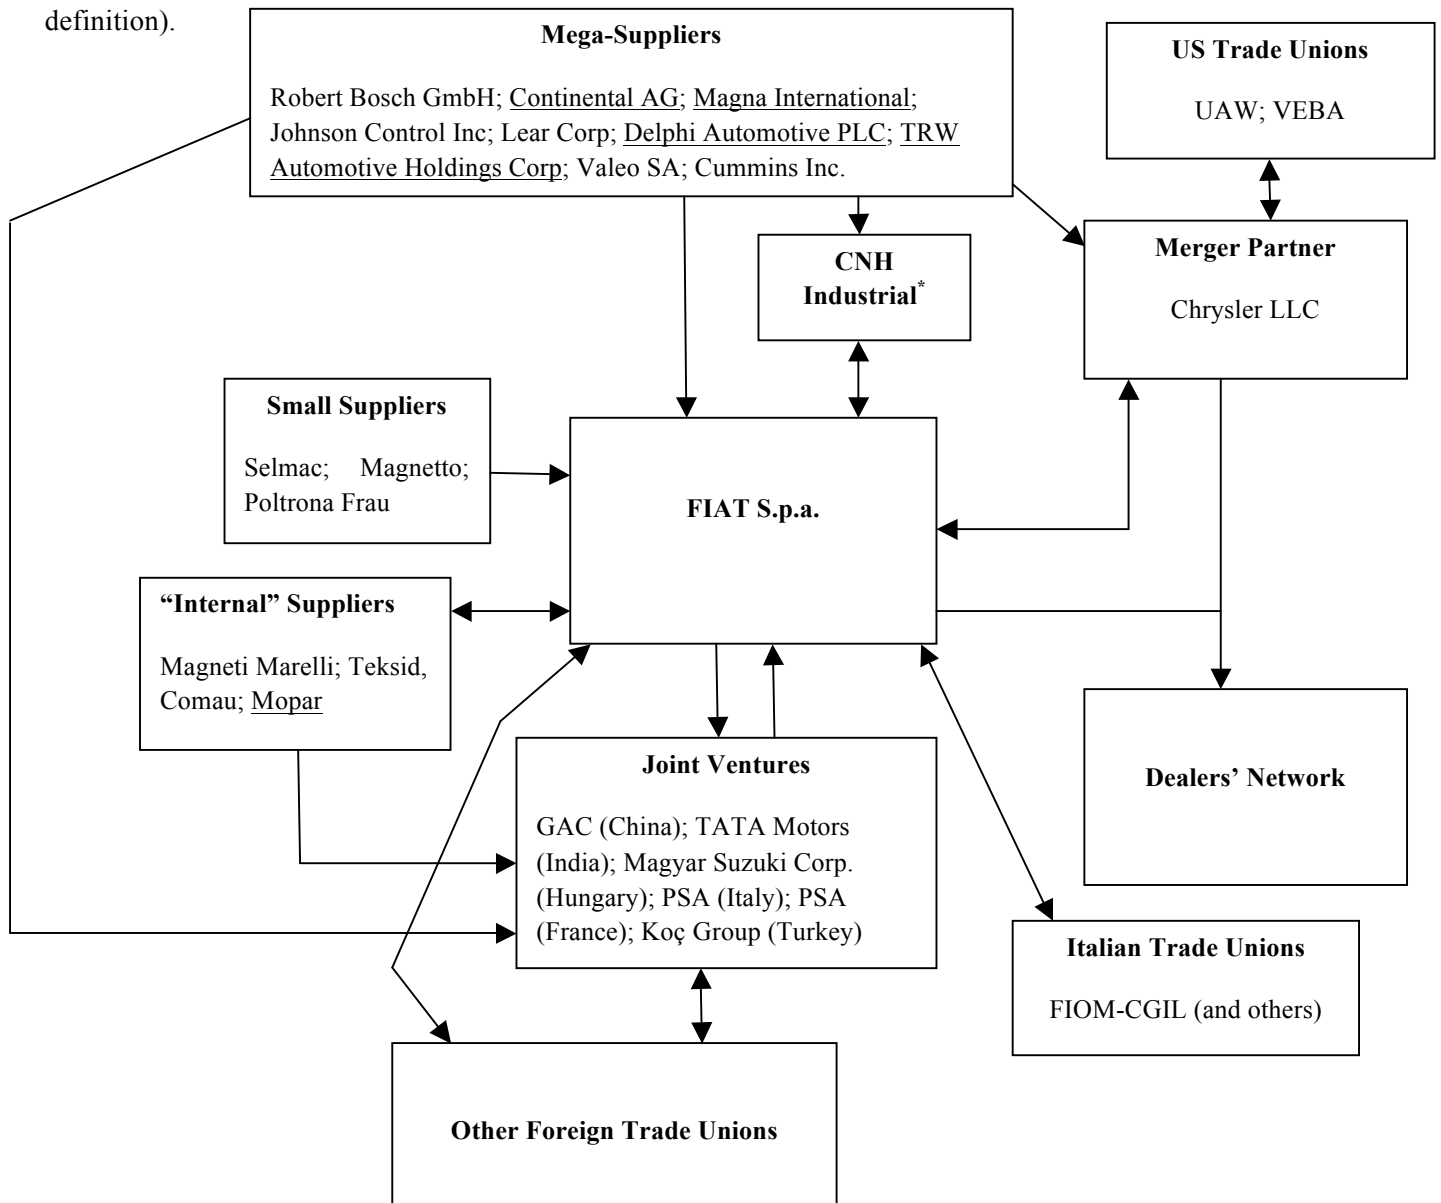 definition).
Mega-Suppliers
Robert Bosch GmbH; Continental AG; Magna International;
Johnson Control Inc; Lear Corp; Delphi Automotive PLC; TRW
Automotive Holdings Corp; Valeo SA; Cummins Inc.
US Trade Unions
UAW; VEBA
CNH
Industrial*
Merger Partner
Chrysler LLC
Small Suppliers
Selmac; Magnetto;
Poltrona Frau
FIAT S.p.a.
“Internal” Suppliers
Magneti Marelli; Teksid,
Comau; Mopar
Joint Ventures
GAC (China); TATA Motors
(India); Magyar Suzuki Corp.
(Hungary); PSA (Italy); PSA
(France); Koç Group (Turkey)
Dealers’ Network
Italian Trade Unions
FIOM-CGIL (and others)
Other Foreign Trade Unions